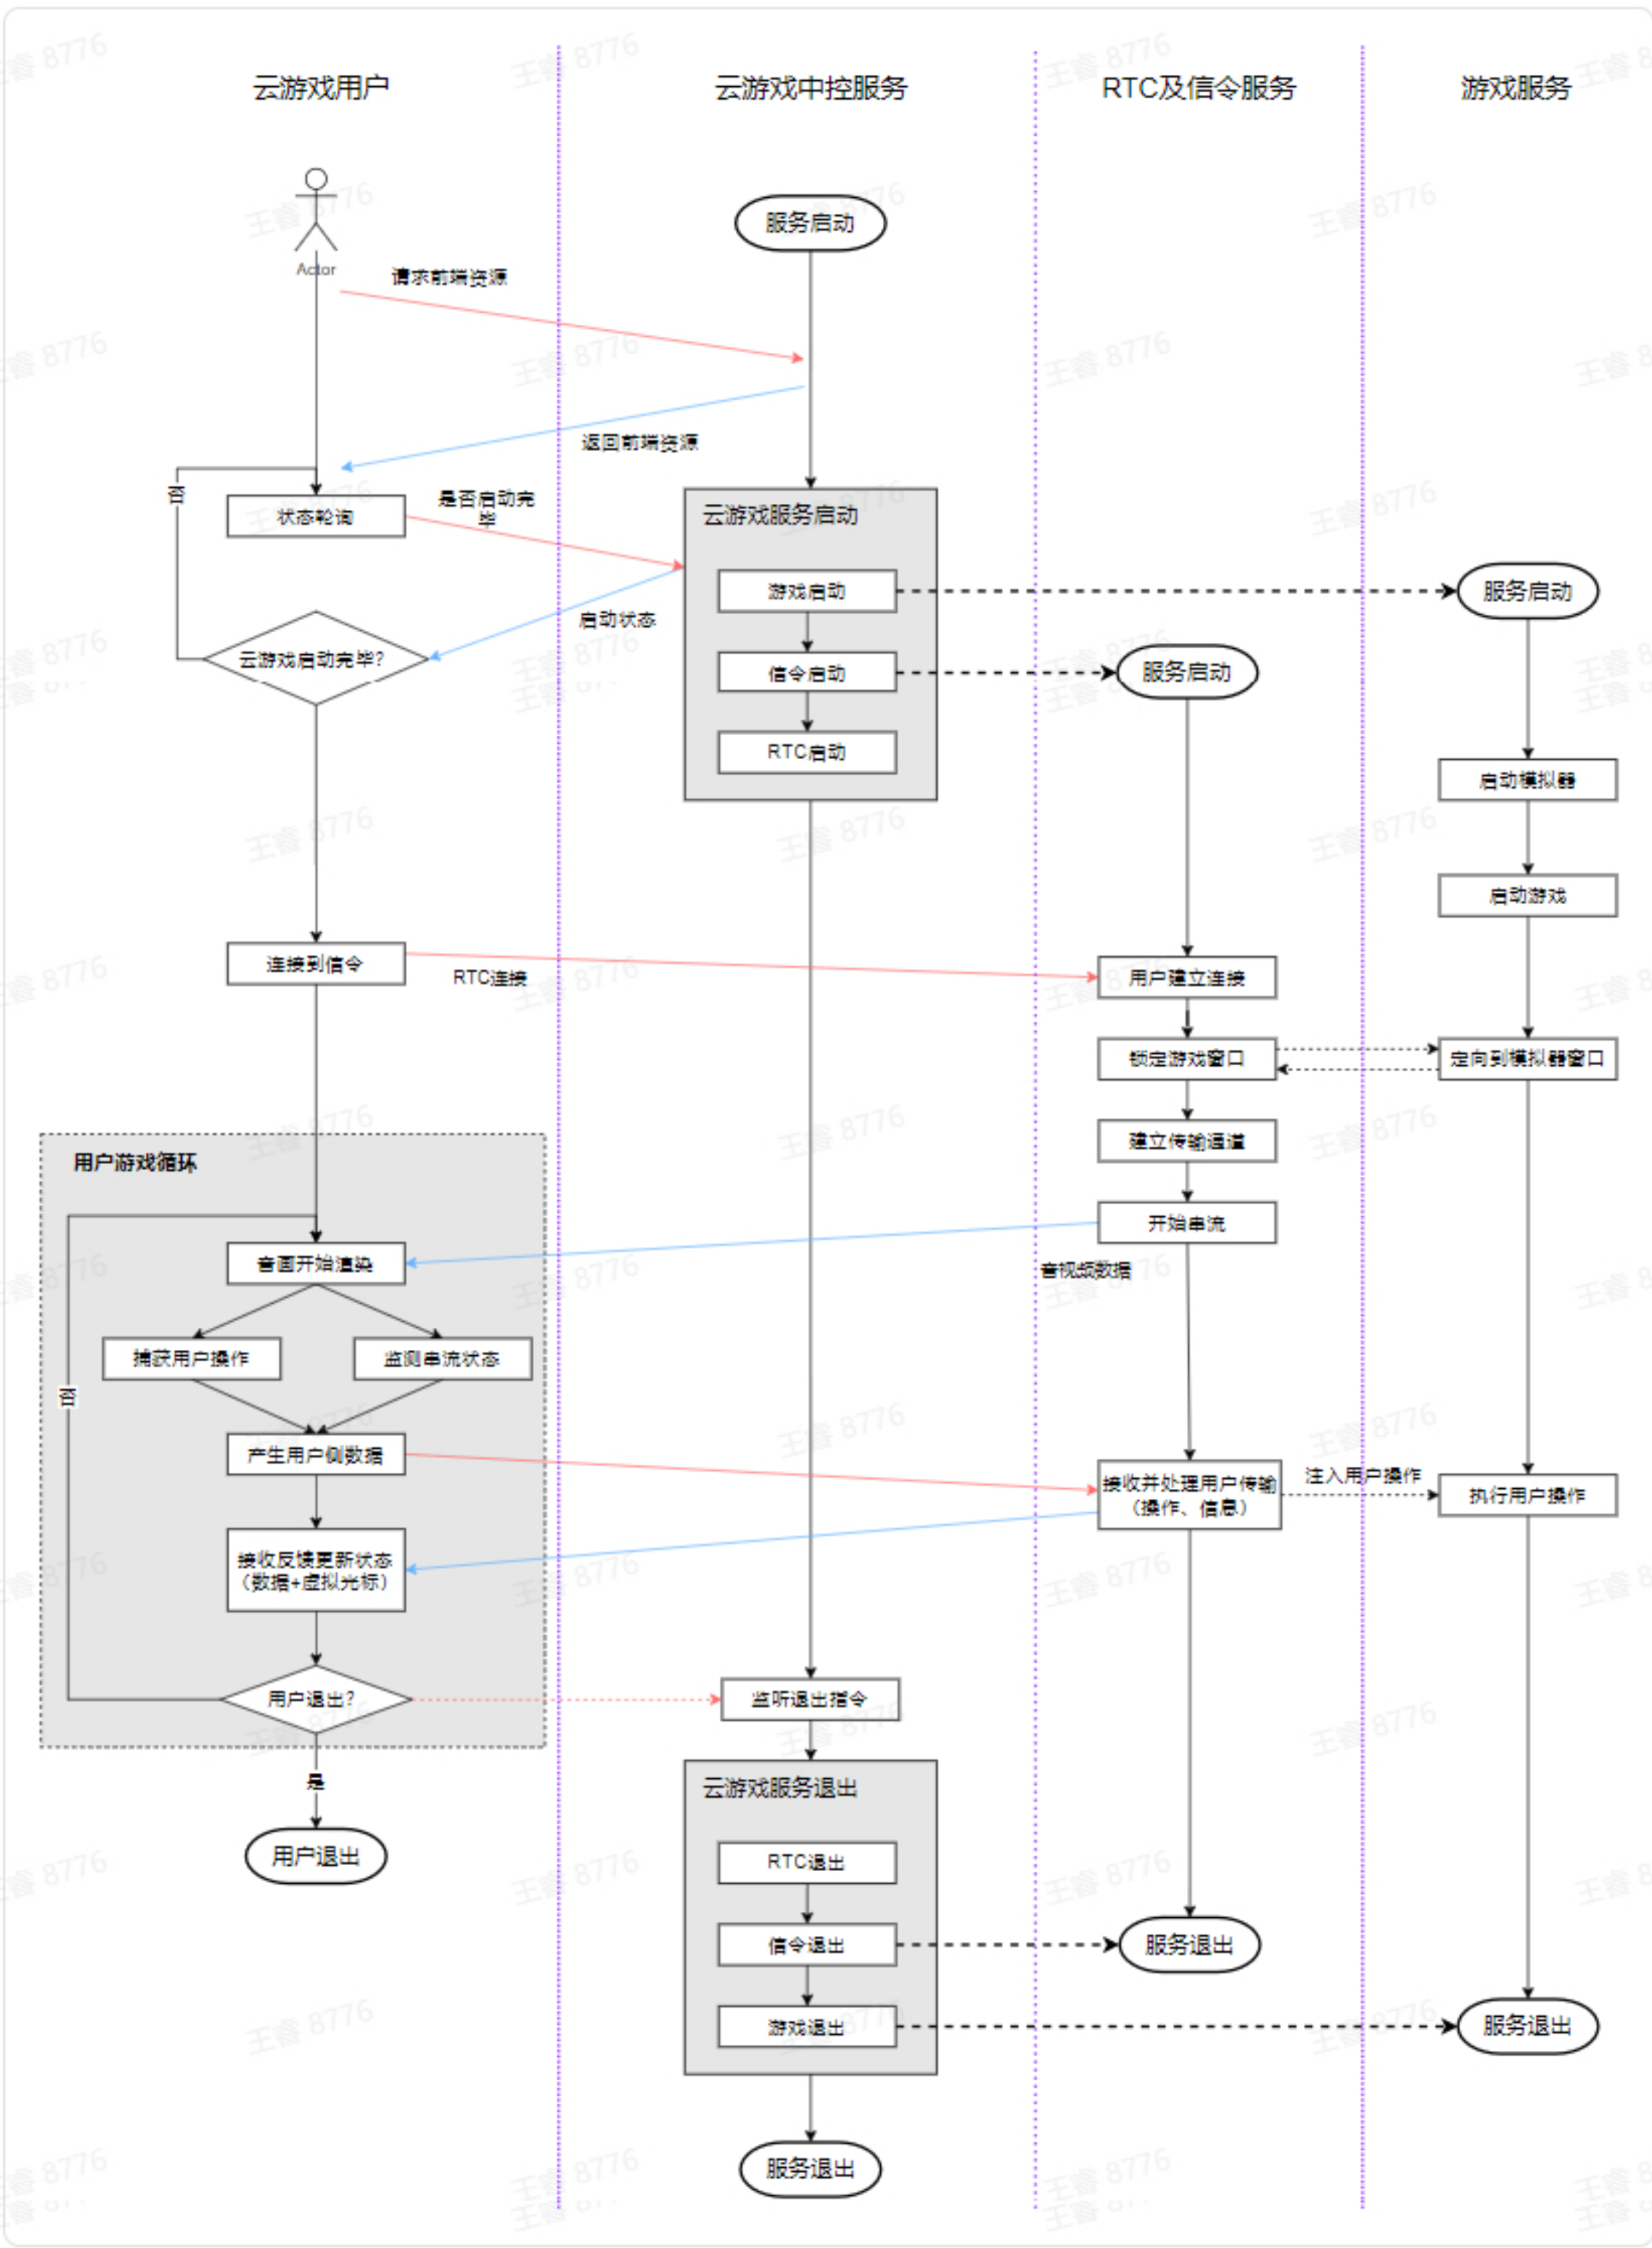 云游戏用户
云游戏中控服务
RTC及信令服务
游戏服务
Actor
服务启动
请求前端资源
返回前端资源
否
状态轮询
是否启动完
毕
启动状态
云游戏启动完毕?
云游戏服务启动
游戏启动
信令启动
RTC启动
服务启动
服务启动
启动模拟器
启动游戏
连接到信令
RTC连接
用户建立连接
锁定游戏窗口
定向到模拟器窗口
建立传输通道
开始串流
音视频数据
用户游戏循环
音画开始渲染
捕获用户操作
监测串流状态
否
产生用户侧数据
接收并处理用户传输
(操作、信息)
注入用户操作
执行用户操作
接收反馈更新状态
(数据+虚拟光标)
用户退出?
监听退出指令
是
用户退出
云游戏服务退出
RTC退出
信令退出
游戏退出
服务退出
服务退出
服务退出
王睿 8776